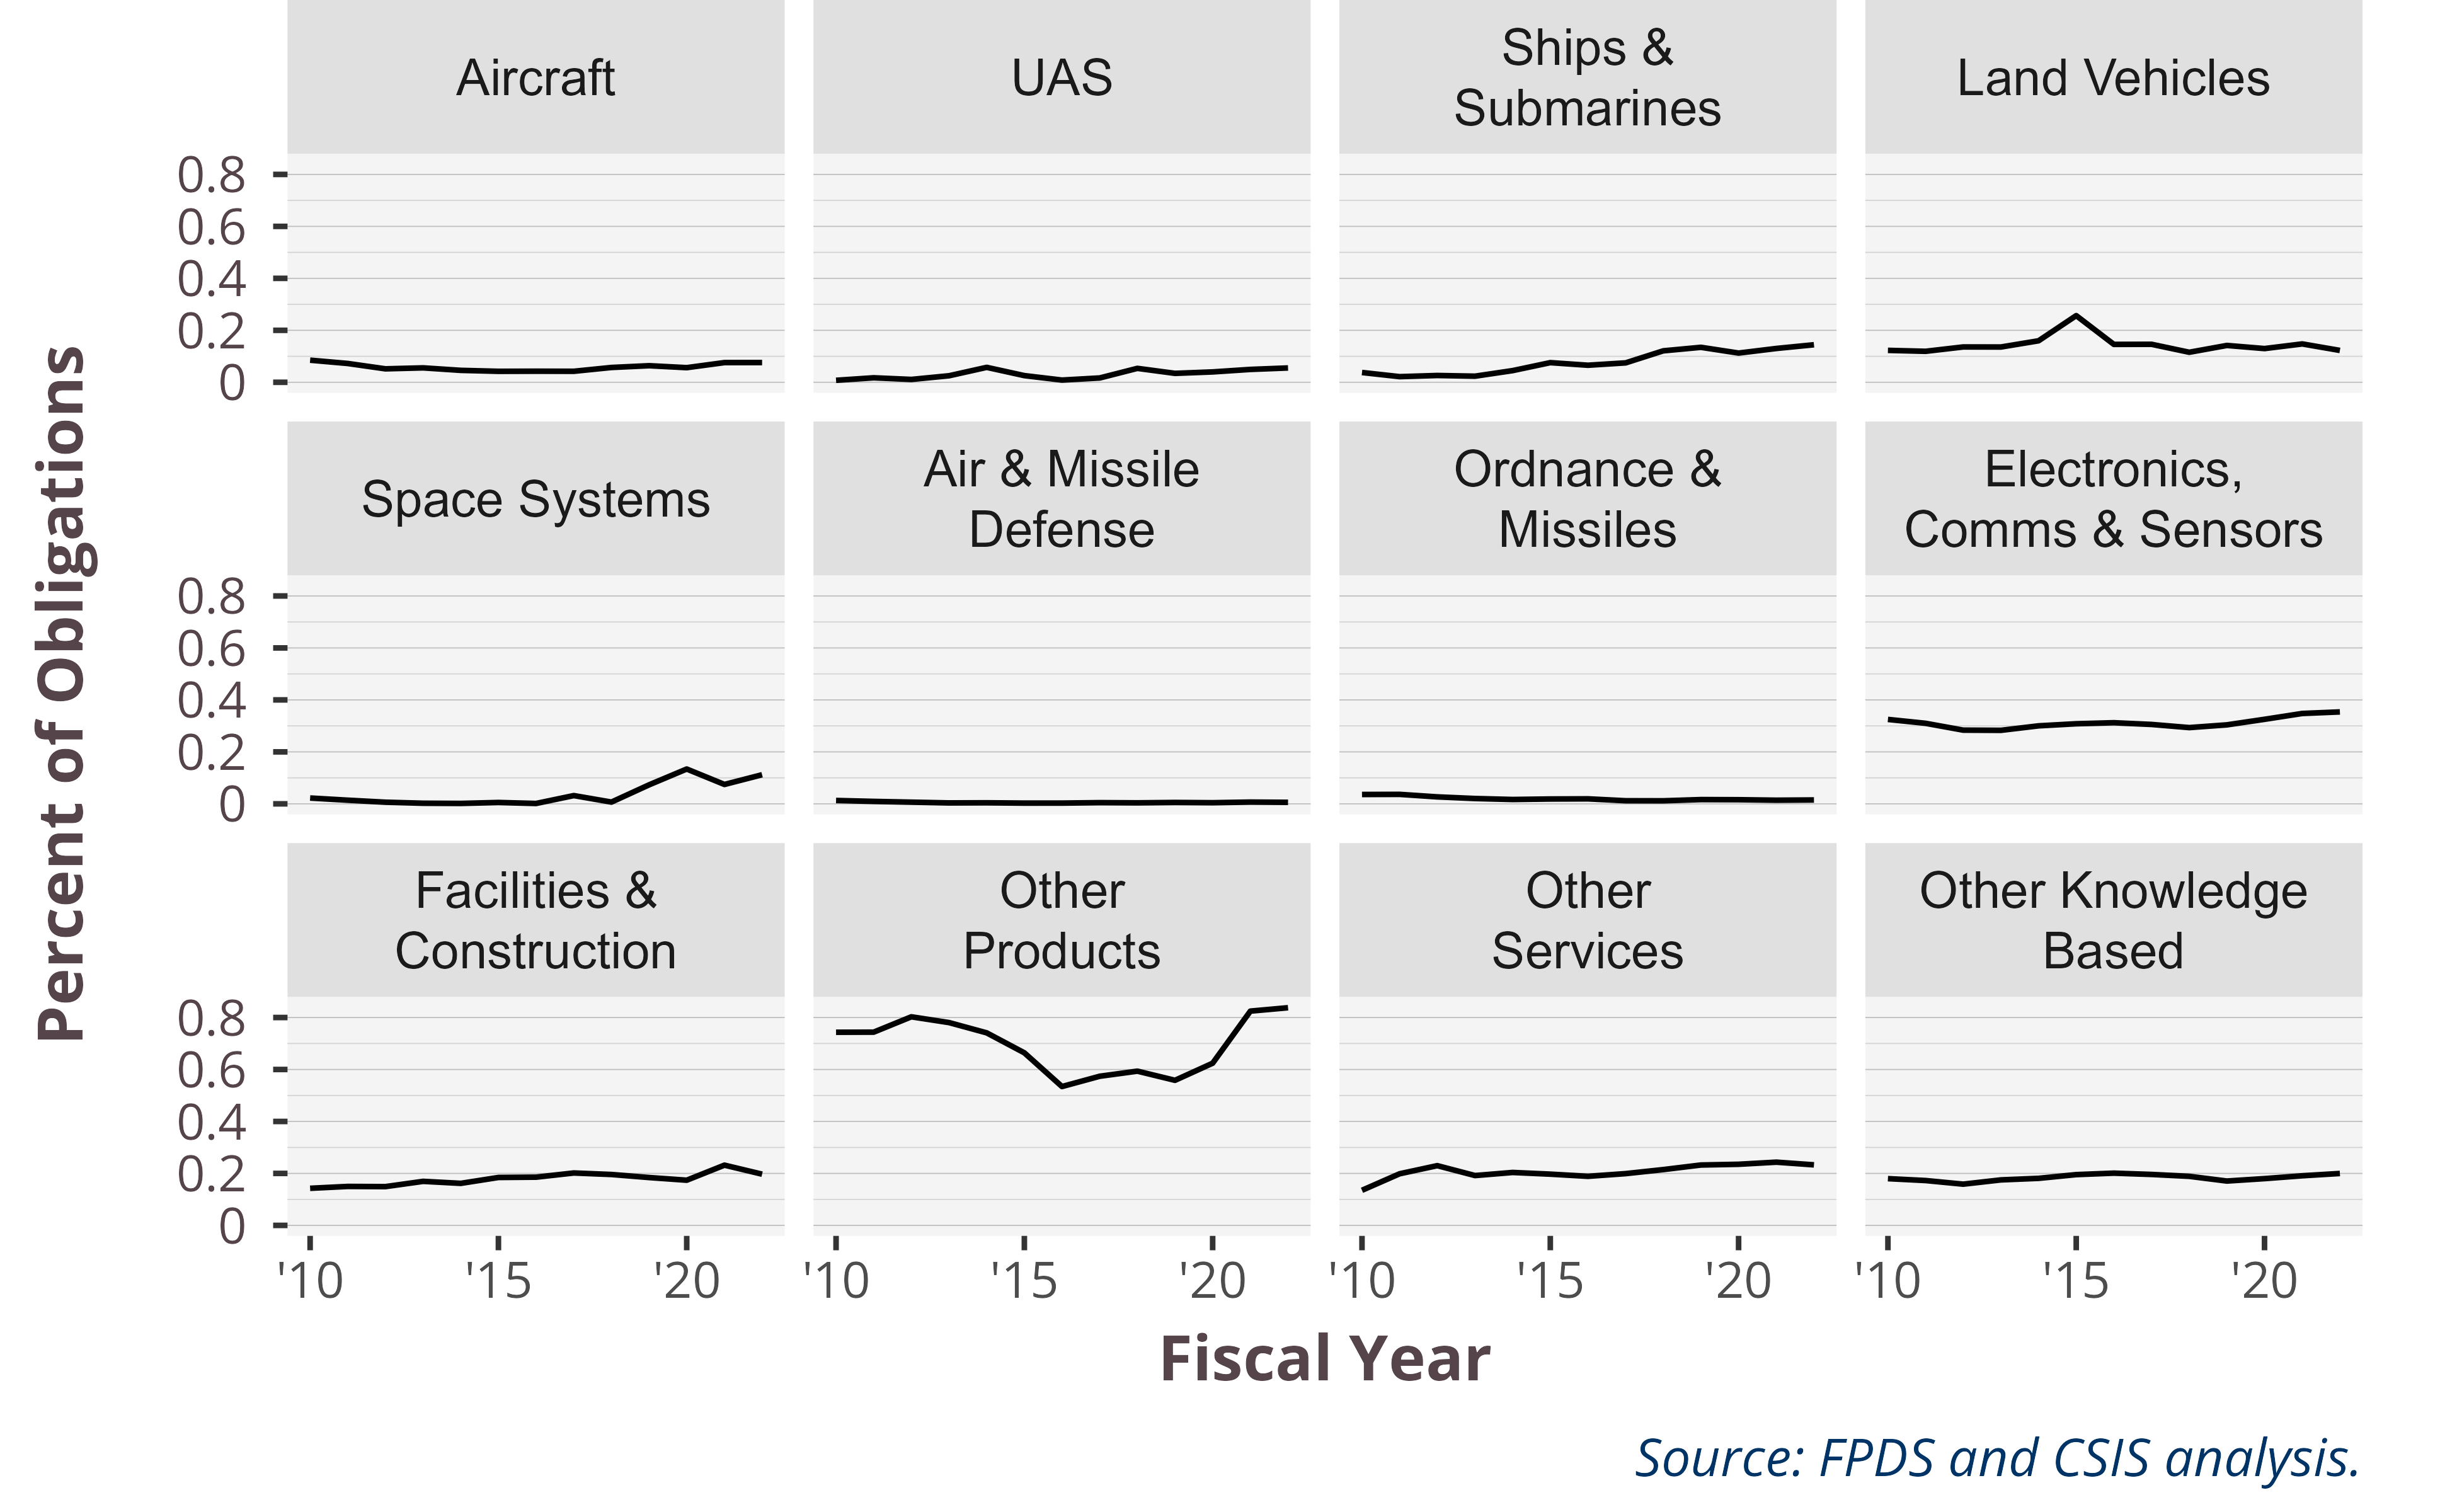 Aircraft
UAS
Ships &
Submarines
Land Vehicles
0.8
0.6
0.4
0.2
0
Space Systems
Air & Missile
Defense
Ordnance &
Missiles
Electronics,
Comms & Sensors
0.8
0.6
0.4
0.2
0
Facilities &
Construction
Other
Products
Other
Services
Other Knowledge
Based
0.8
0.6
0.4
0.2
0
'10 '15 '20 '10 '15 '20 '10 '15 '20 '10 '15 '20
Percent of Obligations
Fiscal Year
Source: FPDS and CSIS analysis.